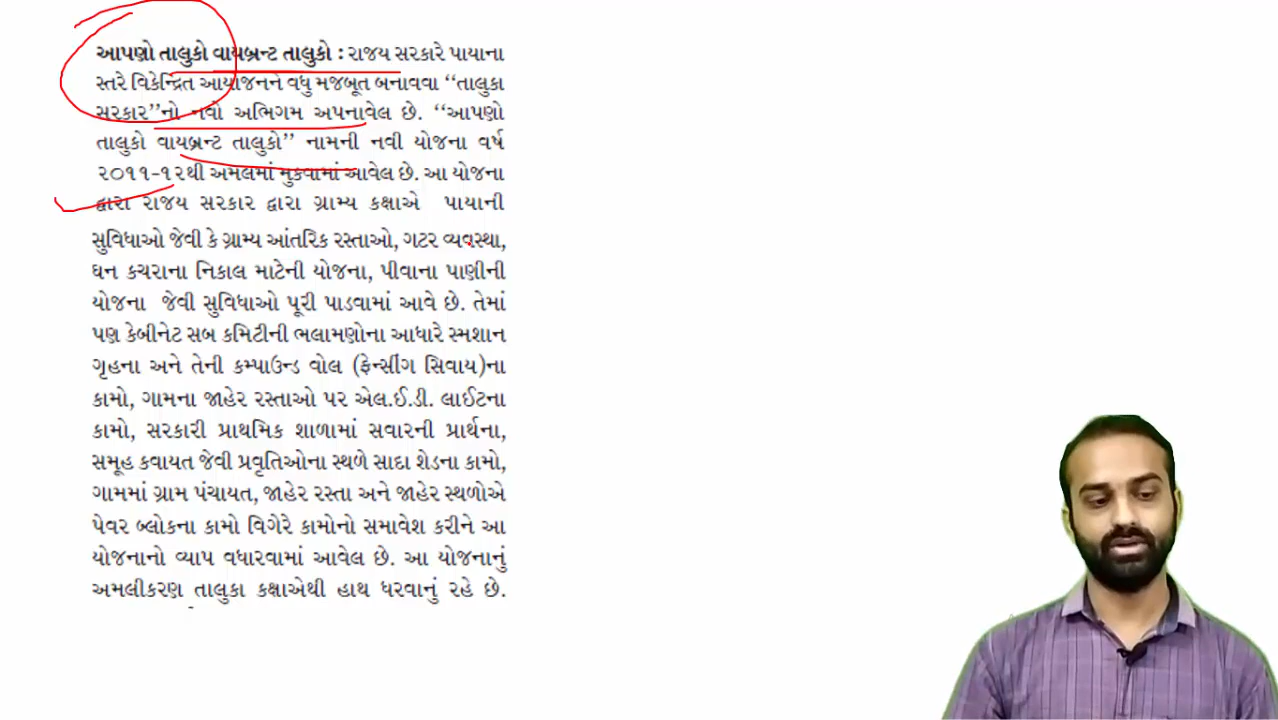 આપણો તાલુકો વાયબ્રન્ટ તાલુકો : રાજય સરકારે પાયાના
સ્તરે વિકેન્દ્રિત આયોજનને વધુ મજબૂત બનાવવા “તાલુકા
સરકાર”નો નવો અભિગમ અપનાવેલ છે. “આપણો
તાલુકો વાયબ્રન્ટ તાલુકો” નામની નવી યોજના વર્ષ
૨૦૧૧-૧૨થી અમલમાં મુકવામાં આવેલ છે. આ યોજના
દ્વારા રાજય સરકાર દ્વારા ગ્રામ્ય કક્ષાએ પાયાની
સુવિધાઓ જેવી કે ગ્રામ્ય આંતરિક રસ્તાઓ, ગટર વ્યવસ્થા,
ઘન કચરાના નિકાલ માટેની યોજના, પીવાના પાણીની
યોજના જેવી સુવિધાઓ પૂરી પાડવામાં આવે છે. તેમાં
પણ કેબીનેટ સબ કમિટીની ભલામણોના આધારે સ્મશાન
ગૃહના અને તેની કમ્પાઉન્ડ વોલ (ફેન્સીંગ સિવાય)ના
કામો, ગામના જાહેર રસ્તાઓ પર એલ.ઈ.ડી. લાઈટના
કામો, સરકારી પ્રાથમિક શાળામાં સવારની પ્રાર્થના,
સમૂહ કવાયત જેવી પ્રવૃતિઓના સ્થળે સાદા શેડના કામો,
ગામમાં ગ્રામ પંચાયત, જાહેર રસ્તા અને જાહેર સ્થળોએ
પેવર બ્લોકના કામો વિગેરે કામોનો સમાવેશ કરીને આ
યોજનાનો વ્યાપ વધારવામાં આવેલ છે. આ યોજનાનું
અમલીકરણ તાલુકા કક્ષાએથી હાથ ધરવાનું રહે છે.